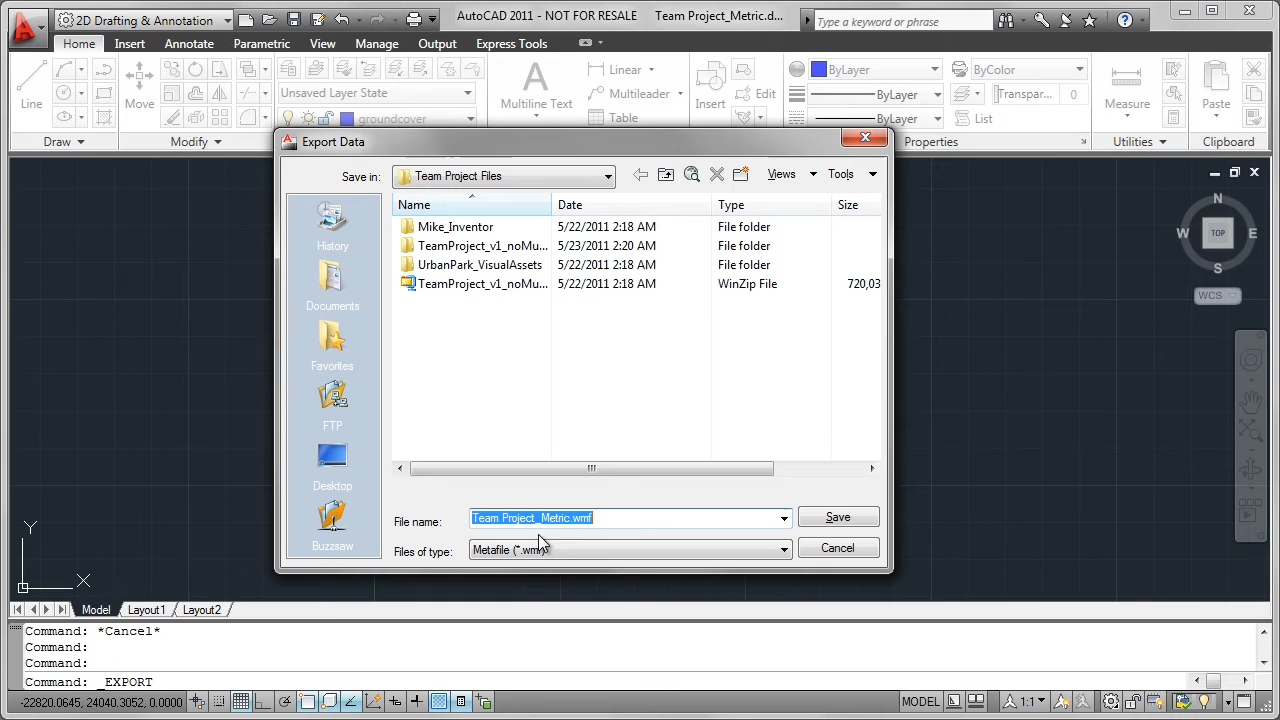 2D Drafting & Annotation
AutoCAD 2011 - NOT FOR RESALE Team Project_Metric.d...
Type a keyword or phrase
Home Insert Annotate Parametric View Manage Output Express Tools
Line
Move
Unsaved Layer State
groundcover
Multiline Text
Linear
Multileader
Table
Insert
Edit
ByLayer
ByLayer
ByLayer
ByColor
Transpar... 0
List
Measure
Paste
Draw Modify Properties Utilities Clipboard
Export Data
Save in: Team Project Files Views Tools
Name Date Type Size
Mike_Inventor 5/22/2011 2:18 AM File folder
TeamProject_v1_noMu... 5/23/2011 2:20 AM File folder
UrbanPark_VisualAssets 5/22/2011 2:18 AM File folder
TeamProject_v1_noMu... 5/22/2011 2:18 AM WinZip File 720,03
History
Documents
Favorites
FTP
Desktop
Buzzsaw
File name: Team Project_Metric.wmf Save
Files of type: Metafile (*.wmf) Cancel
N
W TOP E
S
WCS
Y
X
Model Layout1 Layout2
Command: *Cancel*
Command:
Command:
Command: _EXPORT
-22820.0645, 24040.3052, 0.0000 MODEL 1:1